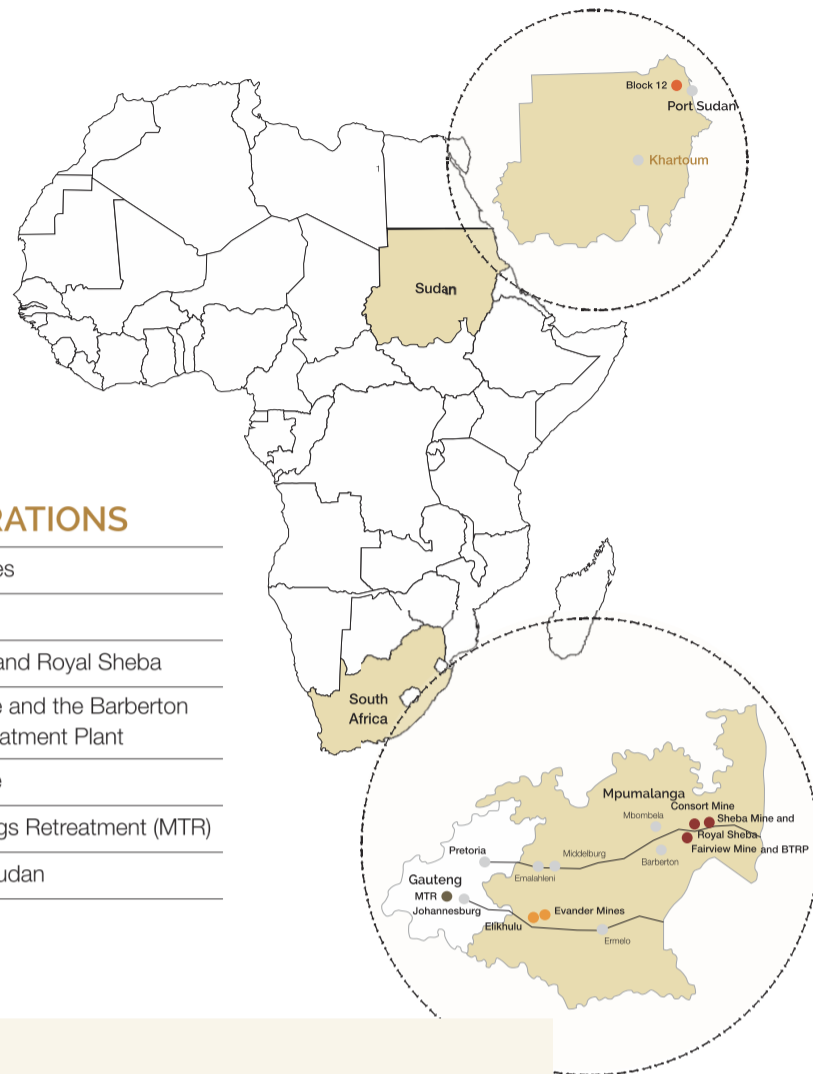 Block 12
Port Sudan
1
Khartoum
Sudan
RATIONS
es
and Royal Sheba
e and the Barberton
atment Plant
e
gs Retreatment (MTR)
udan
South
Africa
Mpumalanga
Consort Mine
Mbombela
Sheba Mine and
Royal Sheba
Fairview Mine and BTRP
Barberton
Pretoria
Middelburg
Emalahleni
Gauteng
MTR
Johannesburg
Evander Mines
Elikhulu
Ermelo